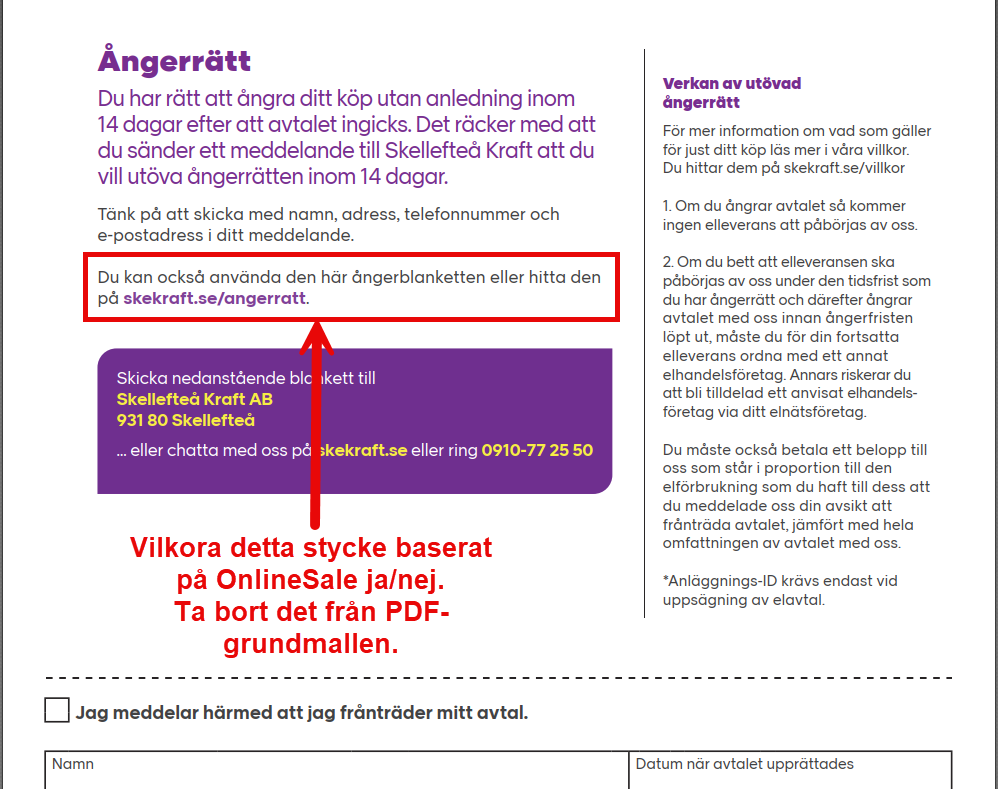 Ångerrätt
Du har rätt att ångra ditt köp utan anledning inom
14 dagar efter att avtalet ingicks. Det räcker med att
du sänder ett meddelande till Skellefteå Kraft att du
vill utöva ångerrätten inom 14 dagar.
Tänk på att skicka med namn, adress, telefonnummer och
e-postadress i ditt meddelande.
Du kan också använda den här ångerblanketten eller hitta den
på skekraft.se/angerratt.
Skicka nedanstående blankett till
Skellefteå Kraft AB
931 80 Skellefteå
... eller chatta med oss på skekraft.se eller ring 0910-77 25 50
Vilkora detta stycke baserat
på OnlineSale ja/nej.
Ta bort det från PDF-
grundmallen.
Verkan av utövad
ångerrätt
För mer information om vad som gäller
för just ditt köp läs mer i våra villkor.
Du hittar dem på skekraft.se/villkor
1. Om du ångrar avtalet så kommer
ingen elleverans att påbörjas av oss.
2. Om du bett att elleveransen ska
påbörjas av oss under den tidsfrist som
du har ångerrätt och därefter ångrar
avtalet med oss innan ångerfristen
löpt ut, måste du för din fortsatta
elleverans ordna med ett annat
elhandelsföretag. Annars riskerar du
att bli tilldelad ett anvisat elhandels-
företag via ditt elnätsföretag.
Du måste också betala ett belopp till
oss som står i proportion till den
elförbrukning som du haft till dess att
du meddelade oss din avsikt att
frånträda avtalet, jämfört med hela
omfattningen av avtalet med oss.
*Anläggnings-ID krävs endast vid
uppsägning av elavtal.
Jag meddelar härmed att jag frånträder mitt avtal.
Namn
Datum när avtalet upprättades